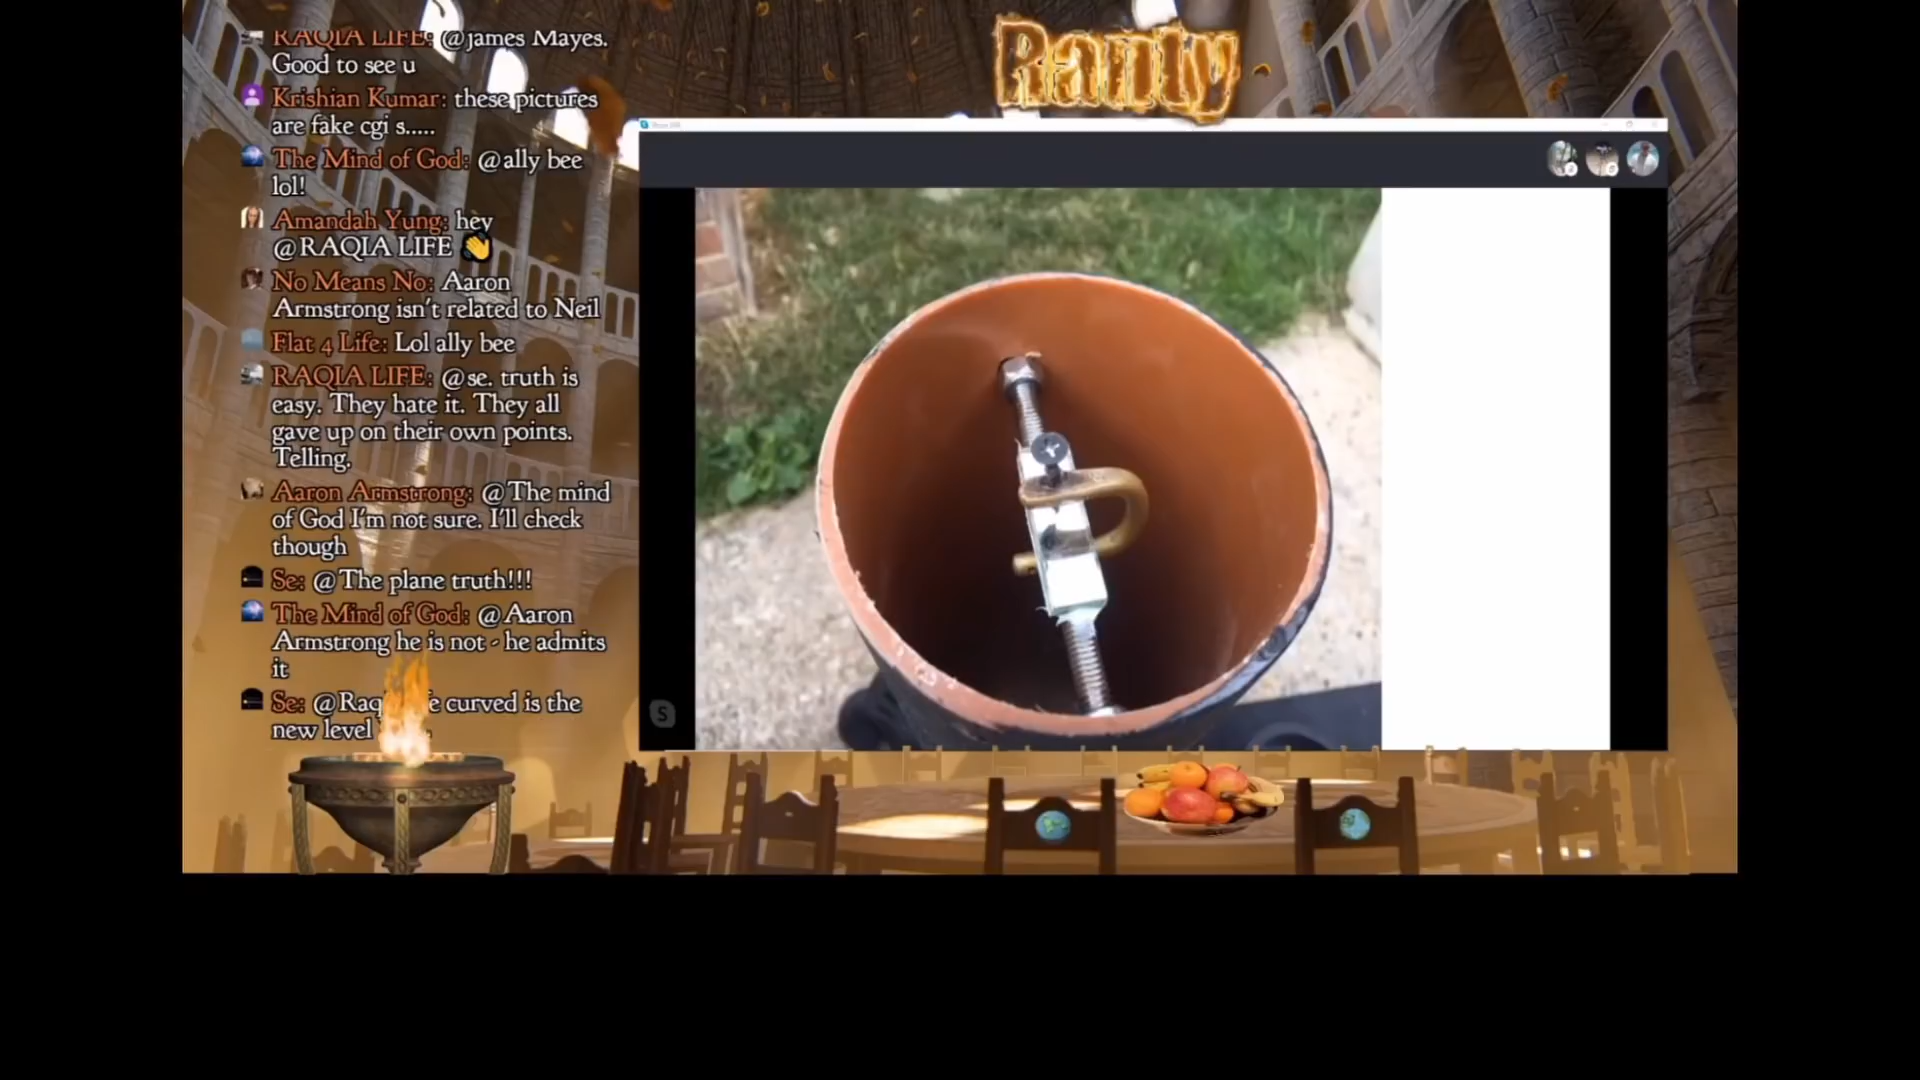 RAQIA LIFE: @james Mayes.
Good to see u
Krishian Kumar: these pictures
are fake cgi s.....
The Mind of God: @ally bee
lol!
Amandah Yung: hey
@RAQIA LIFE 👋
No Means No: Aaron
Armstrong isn't related to Neil
Flat 4 Life: Lol ally bee
RAQIA LIFE: @se. truth is
easy. They hate it. They all
gave up on their own points.
Telling.
Aaron Armstrong: @The mind
of God I'm not sure. I'll check
though
Se: @The plane truth!!!
The Mind of God: @Aaron
Armstrong he is not - he admits
it
Se: curved is the
new level
Ranty
S